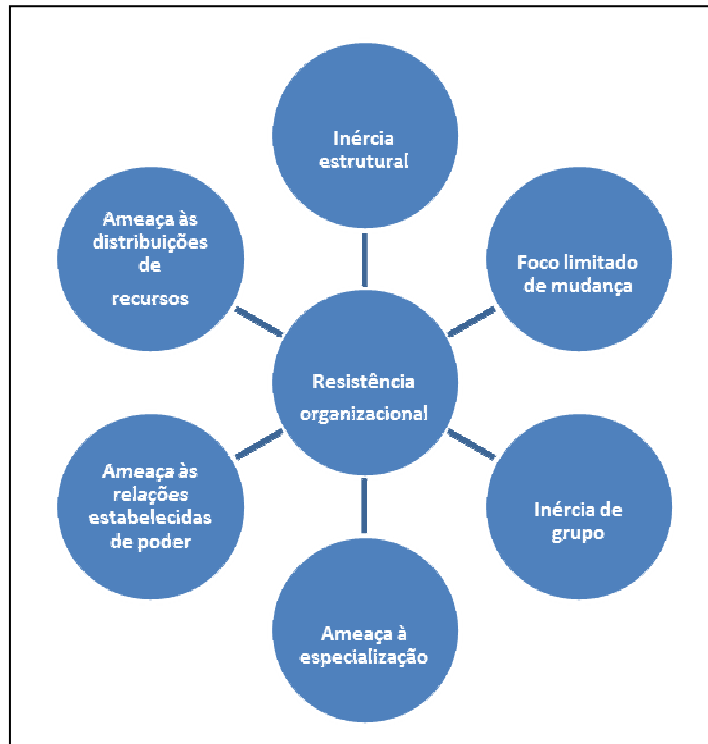 Inércia
estrutural
Ameaça às
distribuições
de
recursos
Foco limitado
de mudança
Resistência
organizacional
Ameaça às
relações
estabelecidas
de poder
Inércia de
grupo
Ameaça à
especialização